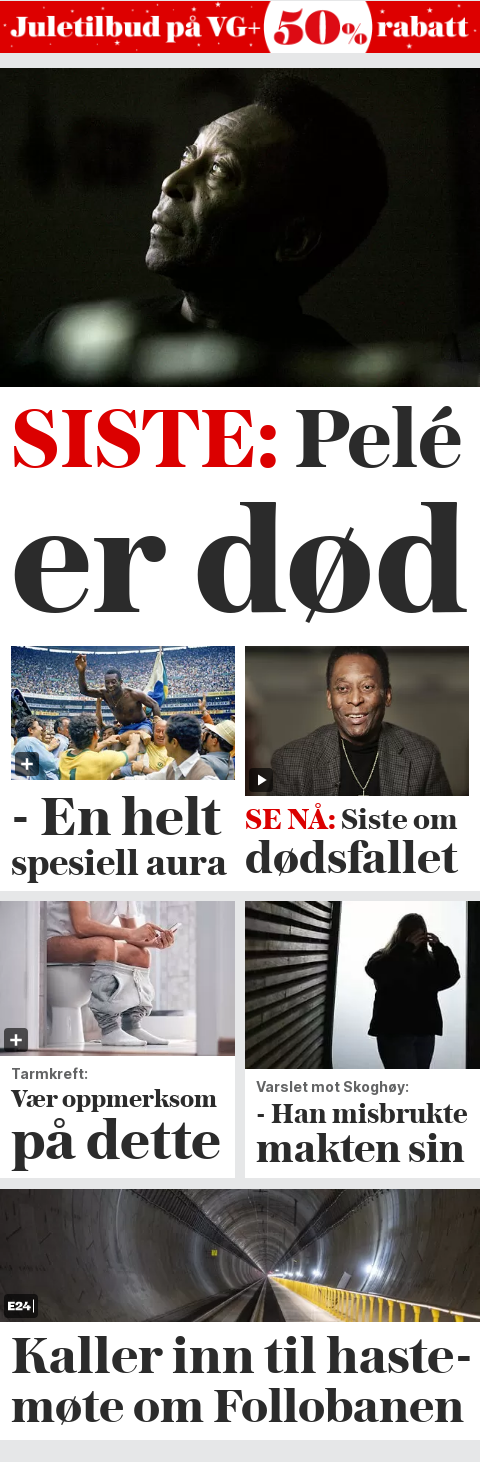 Juletilbud på VG+ 50% rabatt
SISTE: Pelé
er død
- En helt
spesiell aura
SE NÅ: Siste om
dødsfallet
Tarmkreft:
Vær oppmerksom
på dette
Varslet mot Skoghøy:
- Han misbrukte
makten sin
E24
Kaller inn til haste-
møte om Follobanen